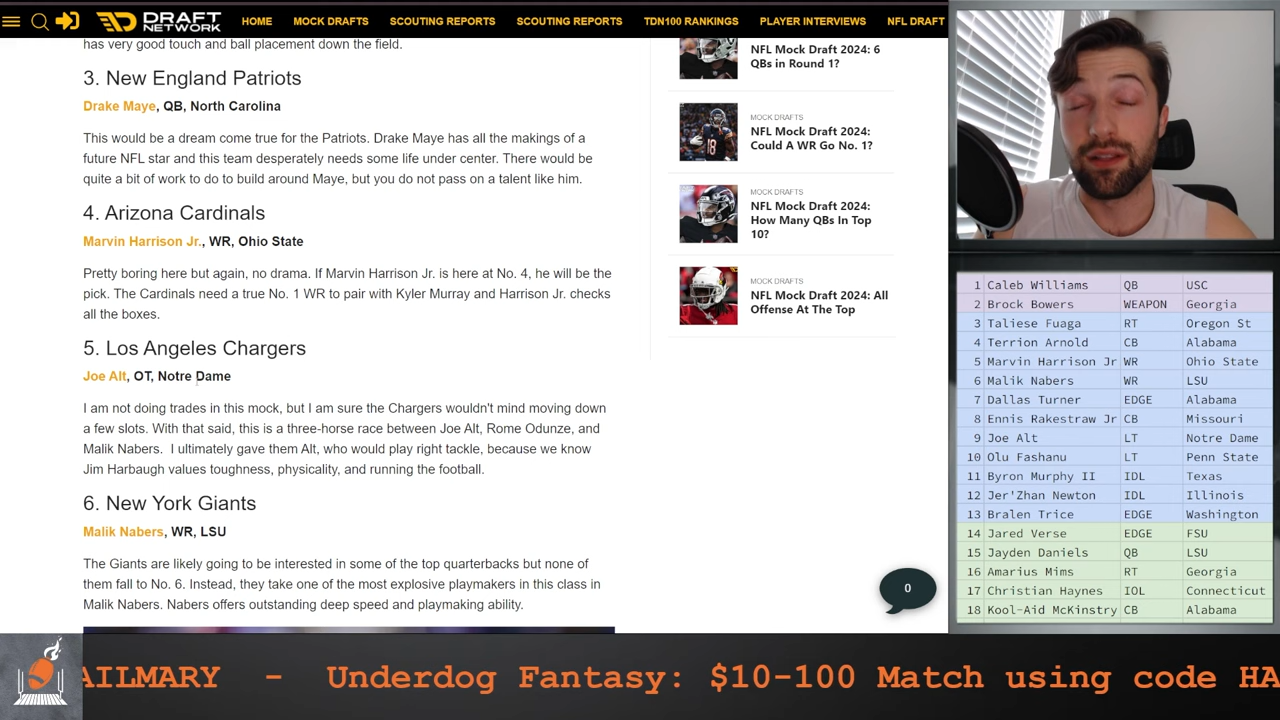 DRAFT
NETWORK
HOME
MOCK DRAFTS
SCOUTING REPORTS
SCOUTING REPORTS
TDN100 RANKINGS
PLAYER INTERVIEWS
NFL DRAFT
has very good touch and ball placement down the field.
3. New England Patriots
Drake Maye, QB, North Carolina
This would be a dream come true for the Patriots. Drake Maye has all the makings of a
future NFL star and this team desperately needs some life under center. There would be
quite a bit of work to do to build around Maye, but you do not pass on a talent like him.
4. Arizona Cardinals
Marvin Harrison Jr., WR, Ohio State
Pretty boring here but again, no drama. If Marvin Harrison Jr. is here at No. 4, he will be the
pick. The Cardinals need a true No. 1 WR to pair with Kyler Murray and Harrison Jr. checks
all the boxes.
5. Los Angeles Chargers
Joe Alt, OT, Notre Dame
I am not doing trades in this mock, but I am sure the Chargers wouldn't mind moving down
a few slots. With that said, this is a three-horse race between Joe Alt, Rome Odunze, and
Malik Nabers.  I ultimately gave them Alt, who would play right tackle, because we know
Jim Harbaugh values toughness, physicality, and running the football.
6. New York Giants
Malik Nabers, WR, LSU
The Giants are likely going to be interested in some of the top quarterbacks but none of
them fall to No. 6. Instead, they take one of the most explosive playmakers in this class in
Malik Nabers. Nabers offers outstanding deep speed and playmaking ability.
NFL Mock Draft 2024: 6
QBs in Round 1?
MOCK DRAFTS
NFL Mock Draft 2024:
Could A WR Go No. 1?
MOCK DRAFTS
NFL Mock Draft 2024:
How Many QBs In Top
10?
MOCK DRAFTS
NFL Mock Draft 2024: All
Offense At The Top
0
1 Caleb Williams QB USC
2 Brock Bowers WEAPON Georgia
3 Taliese Fuaga RT Oregon St
4 Terrion Arnold CB Alabama
5 Marvin Harrison Jr WR Ohio State
6 Malik Nabers WR LSU
7 Dallas Turner EDGE Alabama
8 Ennis Rakestraw Jr CB Missouri
9 Joe Alt LT Notre Dame
10 Olu Fashanu LT Penn State
11 Byron Murphy II IDL Texas
12 Jer'Zhan Newton IDL Illinois
13 Bralen Trice EDGE Washington
14 Jared Verse EDGE FSU
15 Jayden Daniels QB LSU
16 Amarius Mims RT Georgia
17 Christian Haynes IOL Connecticut
18 Kool-Aid McKinstry CB Alabama
AILMARY - Underdog Fantasy: $10-100 Match using code HA